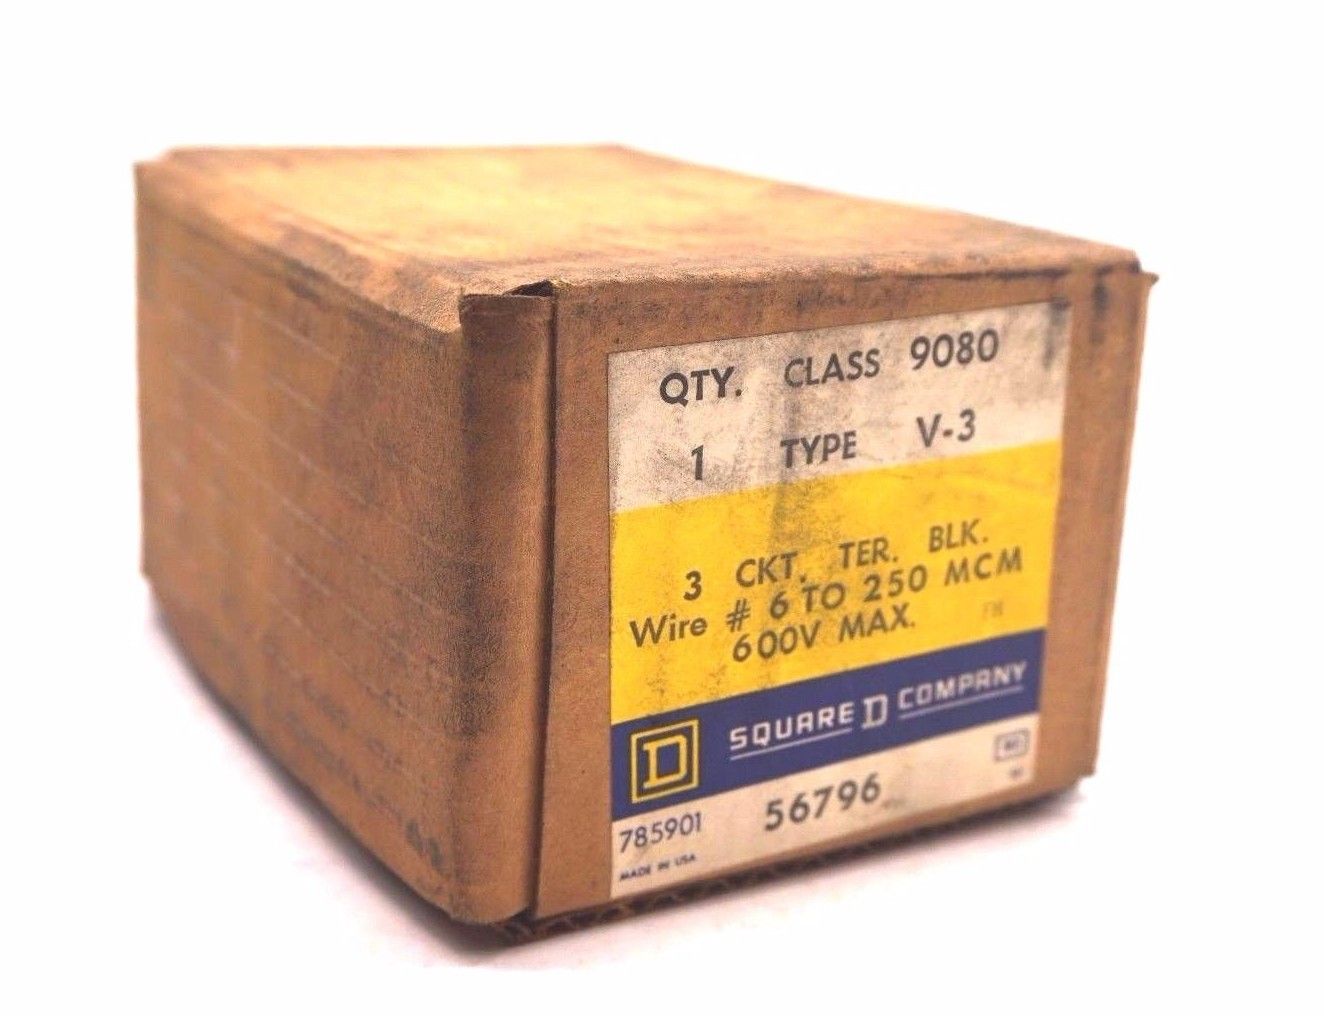 QTY. CLASS 9080
1 TYPE V-3
3 CKT. TER. BLK.
Wire # 6 TO 250 MCM
600V MAX. FH
D SQUARE D COMPANY
785901 56796
MADE IN USA